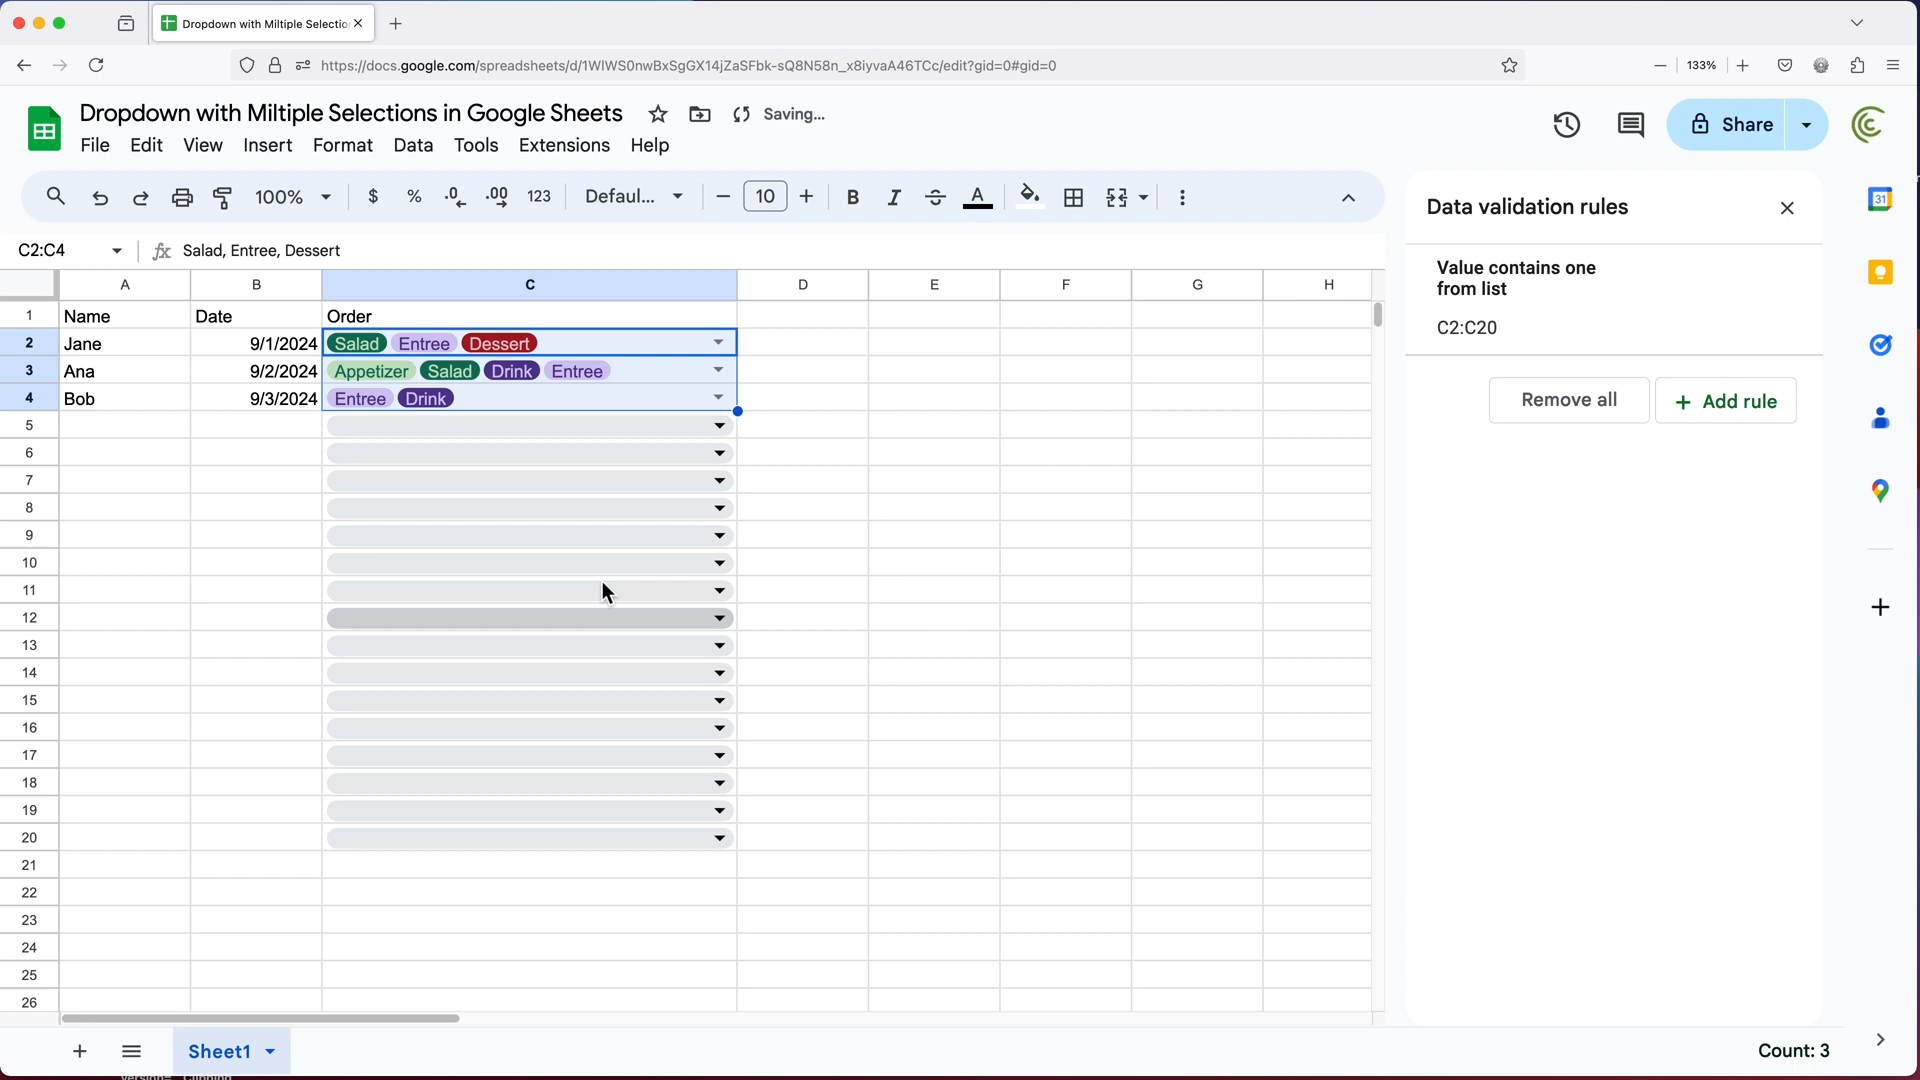 Dropdown with Miltiple Selectio
https://docs.google.com/spreadsheets/d/1WIWS0nwBxSgGX14jZaSFbk-sQ8N58n_x8iyvaA46TCc/edit?gid=0#gid=0
133%
Dropdown with Miltiple Selections in Google Sheets
Saving...
File Edit View Insert Format Data Tools Extensions Help
Share
100% $ % .0 .00 123 Defaul... 10 B I S A
C2:C4 fx Salad, Entree, Dessert
A B C D E F G H
1 Name Date Order
2 Jane 9/1/2024 Salad Entree Dessert
3 Ana 9/2/2024 Appetizer Salad Drink Entree
4 Bob 9/3/2024 Entree Drink
5
6
7
8
9
10
11
12
13
14
15
16
17
18
19
20
21
22
23
24
25
26
Data validation rules
Value contains one
from list
C2:C20
Remove all
+ Add rule
31
Sheet1
Count: 3